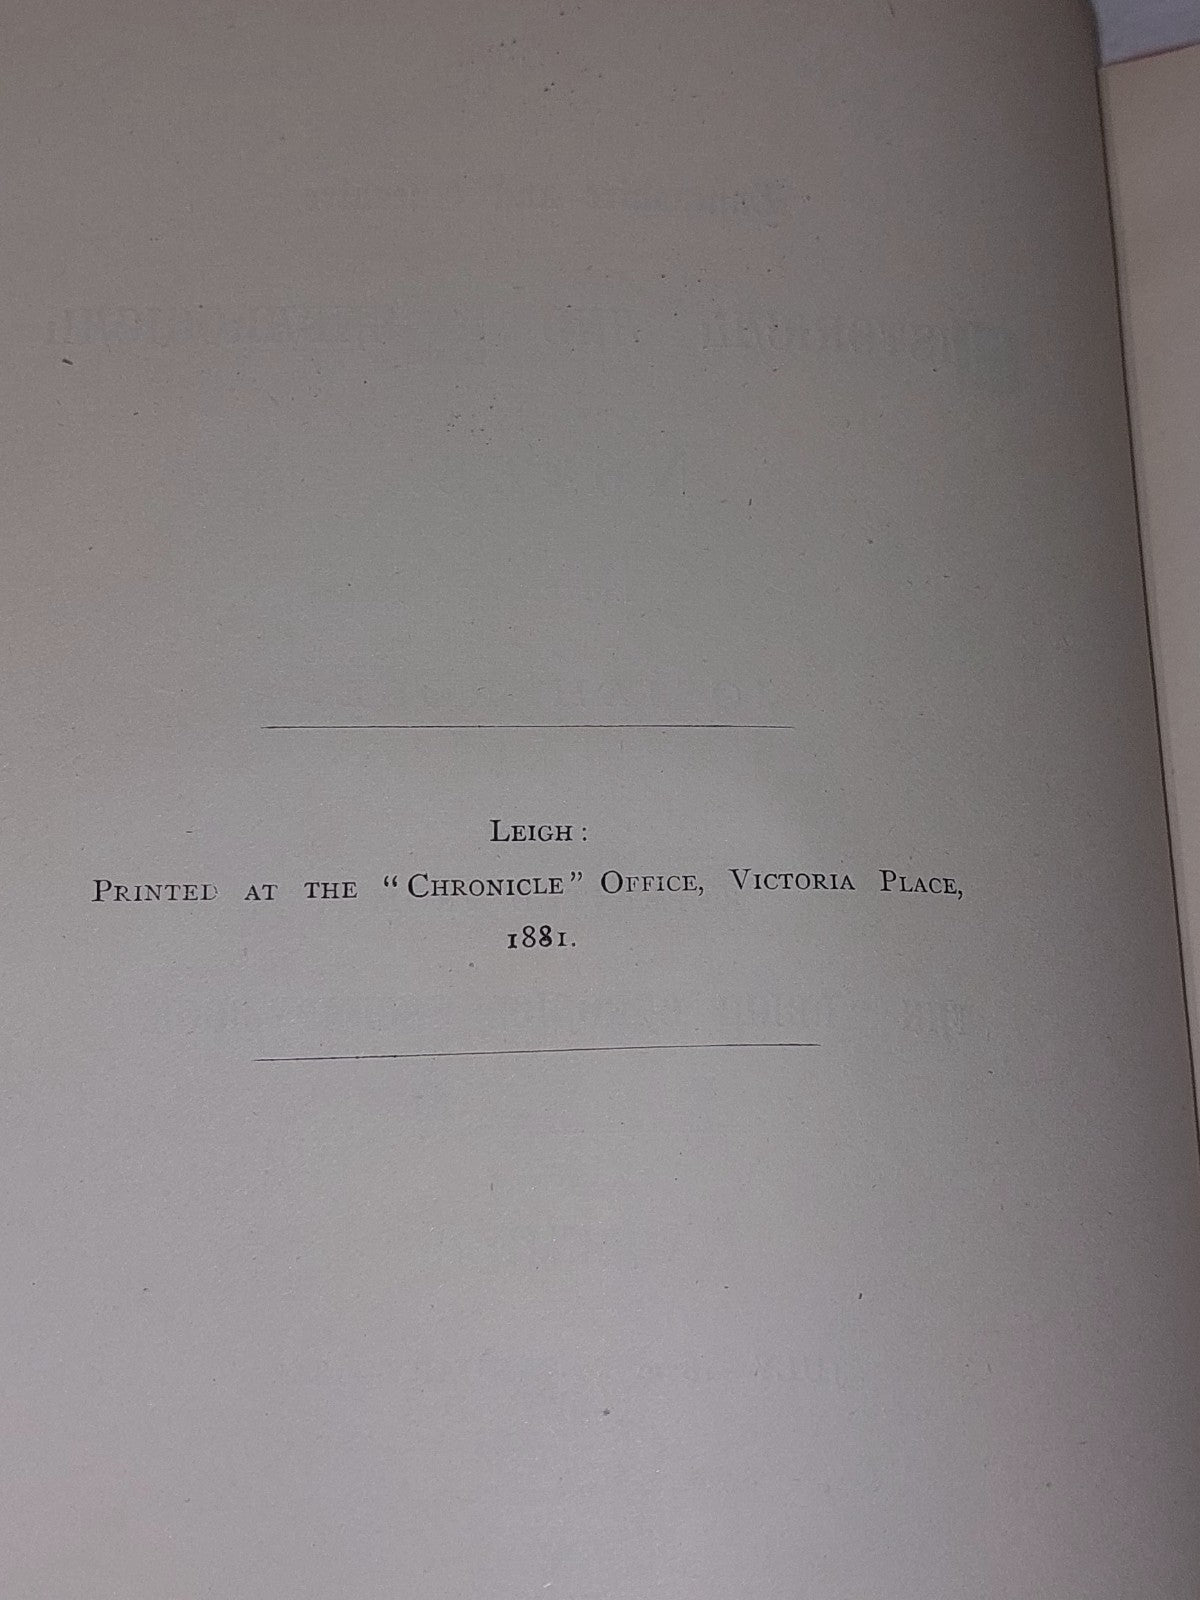 Leigh:
Printed at the “Chronicle” Office, Victoria Place,
1881.